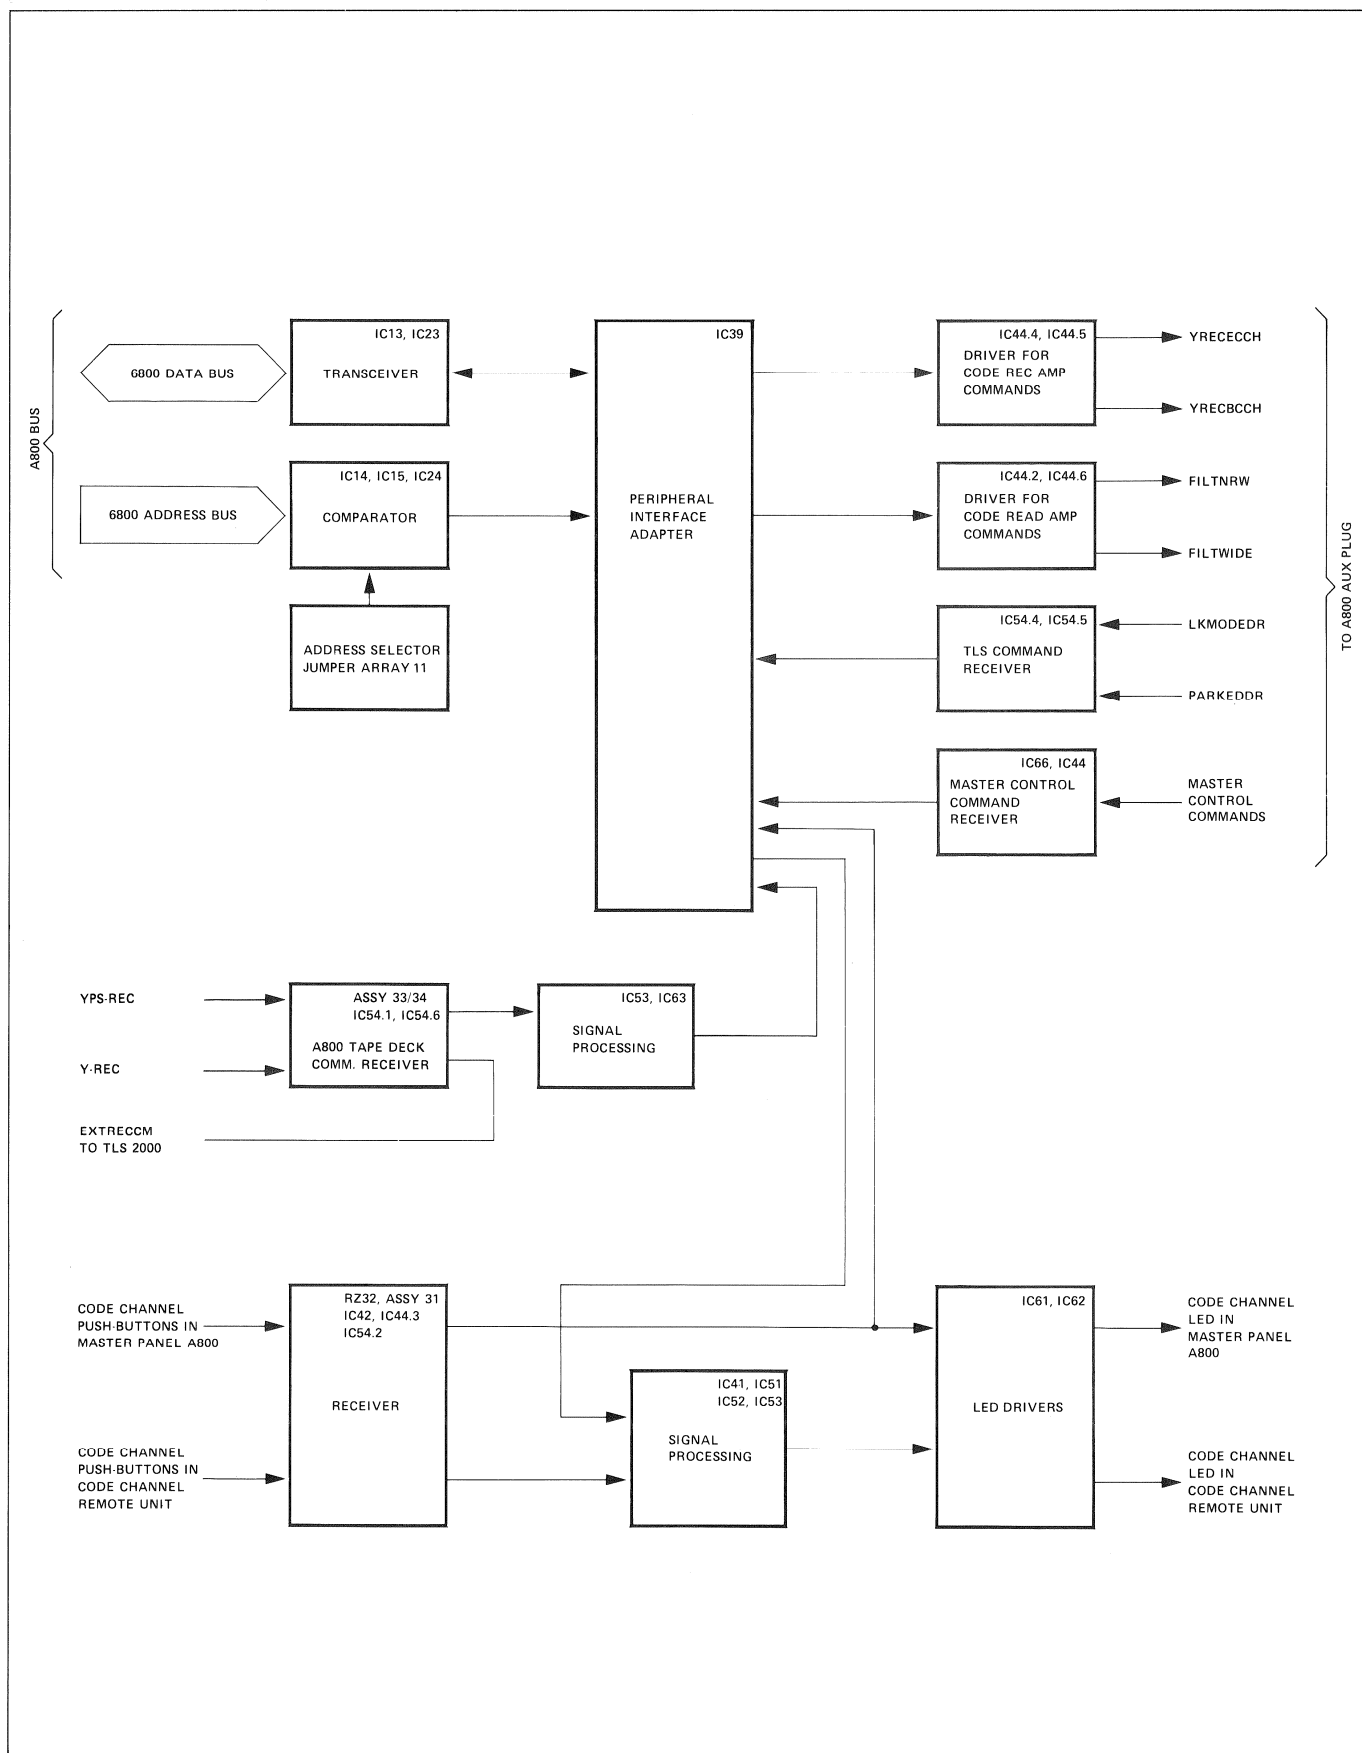 A800 BUS
6800 DATA BUS
IC13, IC23
TRANSCEIVER
6800 ADDRESS BUS
IC14, IC15, IC24
COMPARATOR
ADDRESS SELECTOR
JUMPER ARRAY 11
IC39
PERIPHERAL
INTERFACE
ADAPTER
IC44.4, IC44.5
DRIVER FOR
CODE REC AMP
COMMANDS
YRECECCH
YRECBCCH
IC44.2, IC44.6
DRIVER FOR
CODE READ AMP
COMMANDS
FILTNRW
FILTWIDE
IC54.4, IC54.5
TLS COMMAND
RECEIVER
LKMODEDR
PARKEDDR
IC66, IC44
MASTER CONTROL
COMMAND
RECEIVER
MASTER
CONTROL
COMMANDS
TO A800 AUX PLUG
YPS-REC
Y-REC
EXTRECCM
TO TLS 2000
ASSY 33/34
IC54.1, IC54.6
A800 TAPE DECK
COMM. RECEIVER
IC53, IC63
SIGNAL
PROCESSING
CODE CHANNEL
PUSH-BUTTONS IN
MASTER PANEL A800
CODE CHANNEL
PUSH-BUTTONS IN
CODE CHANNEL
REMOTE UNIT
RZ32, ASSY 31
IC42, IC44.3
IC54.2
RECEIVER
IC41, IC51
IC52, IC53
SIGNAL
PROCESSING
IC61, IC62
LED DRIVERS
CODE CHANNEL
LED IN
MASTER PANEL
A800
CODE CHANNEL
LED IN
CODE CHANNEL
REMOTE UNIT